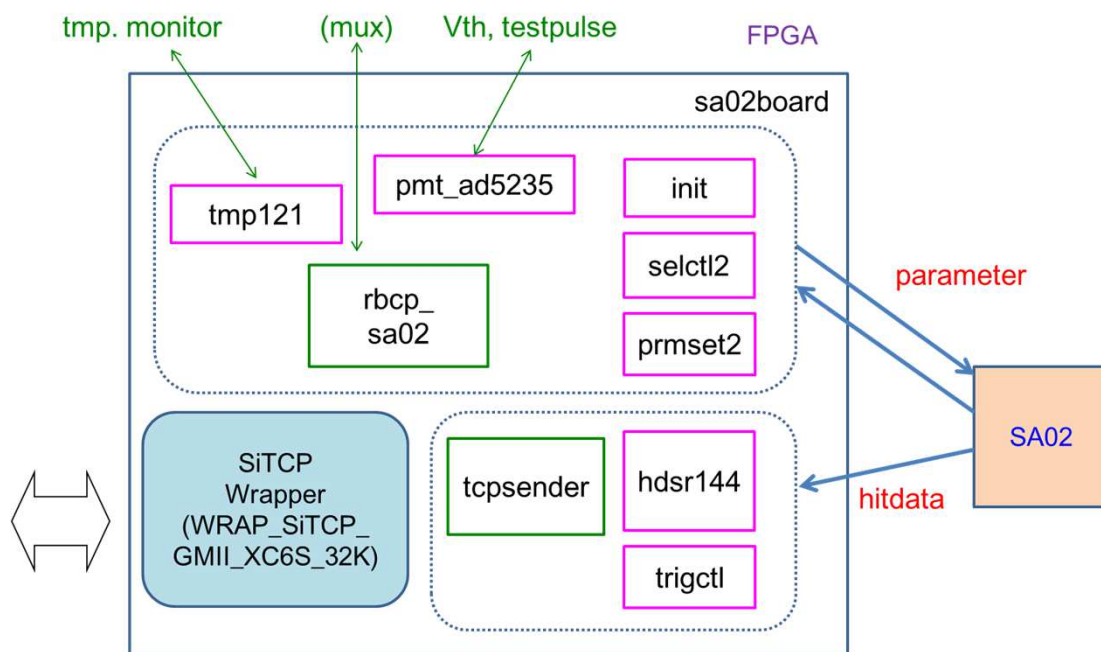 tmp. monitor
(mux)
Vth, testpulse
FPGA
sa02board
tmp121
pmt_ad5235
init
selctl2
prmset2
rbcp_
sa02
parameter
SA02
hitdata
SiTCP
Wrapper
(WRAP_SiTCP_
GMII_XC6S_32K)
tcpsender
hdsr144
trigctl